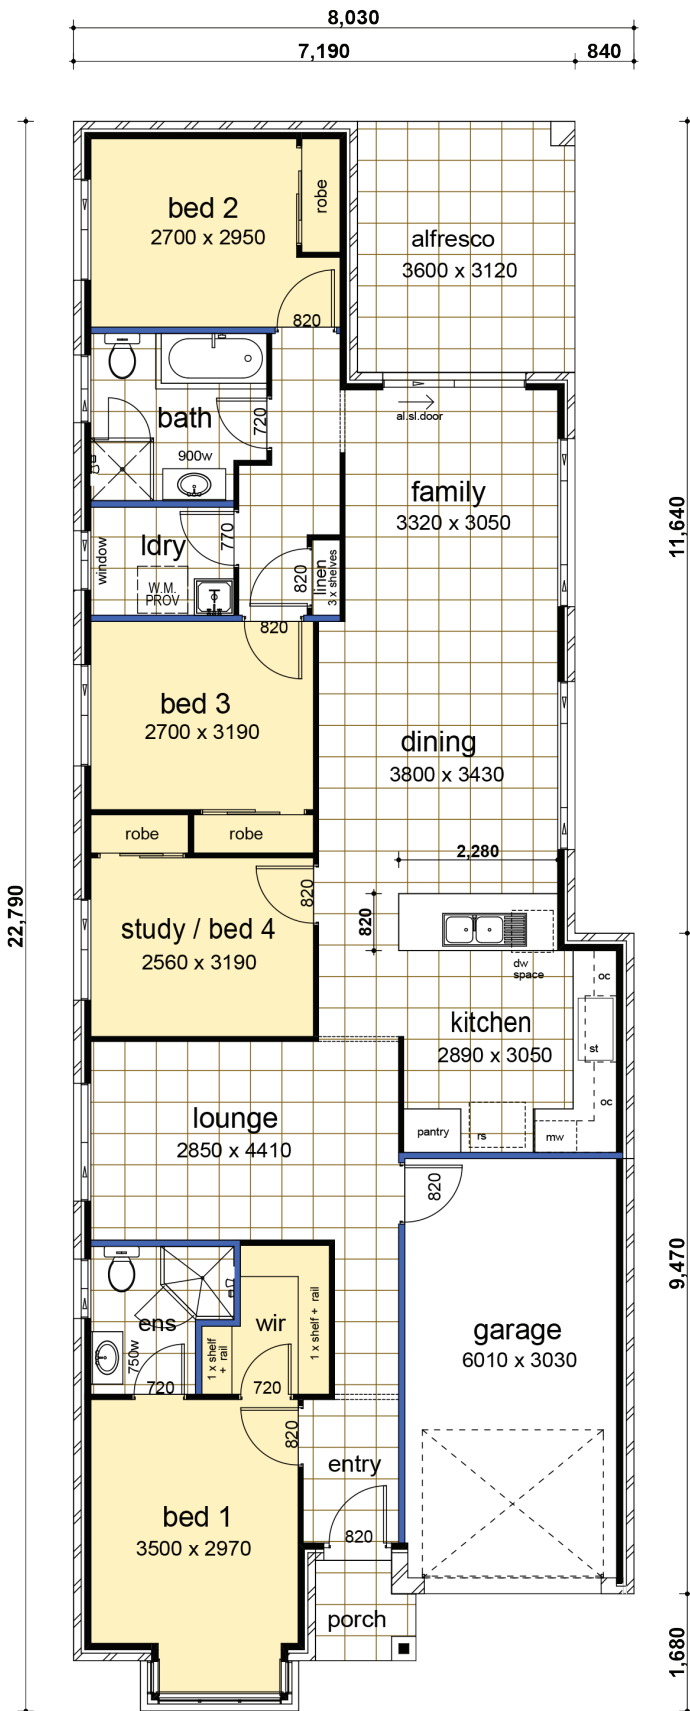 8,030
7,190
840
bed 2
2700 x 2950
robe
820
alfresco
3600 x 3120
al.sl.door
bath
720
900w
family
3320 x 3050
11,640
ldry
770
window
W.M.
PROV
820
linen
3 x shelves
820
bed 3
2700 x 3190
dining
3800 x 3430
robe
robe
2,280
22,790
820
820
study / bed 4
2560 x 3190
dw
space
oc
kitchen
2890 x 3050
st
oc
pantry
rs
mw
lounge
2850 x 4410
820
9,470
ens
750w
720
1 x shelf
+ rail
wir
1 x shelf + rail
720
garage
6010 x 3030
820
entry
bed 1
3500 x 2970
820
porch
1,680